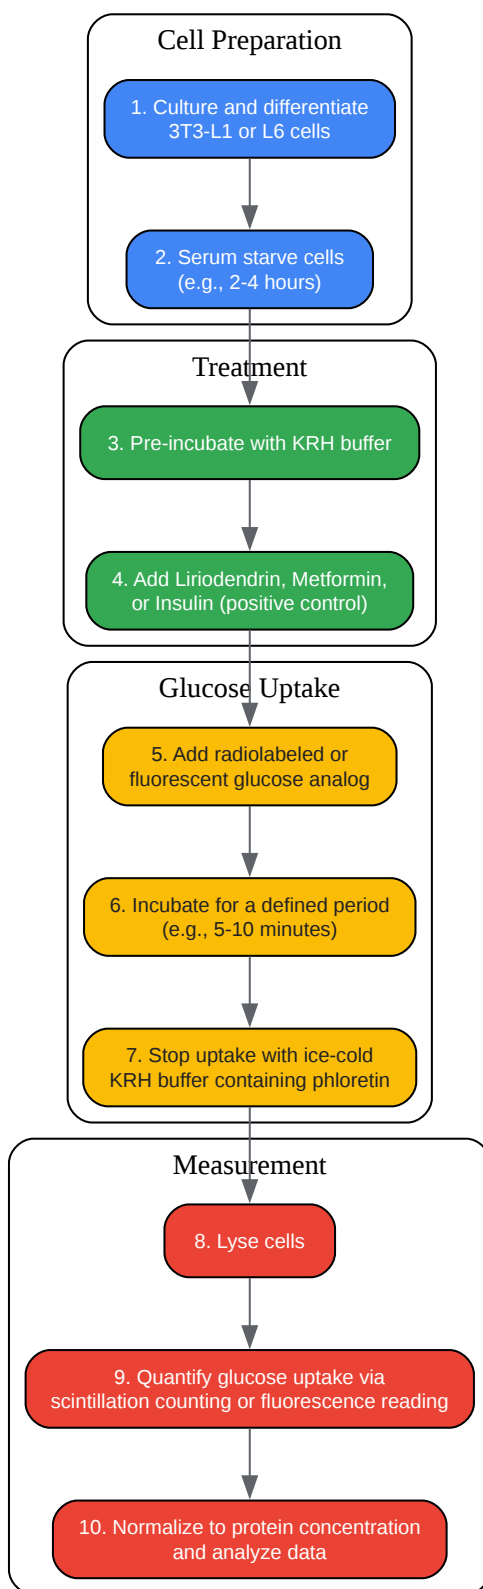 Cell Preparation
1. Culture and differentiate
3T3-L1 or L6 cells
2. Serum starve cells
(e.g., 2-4 hours)
Treatment
3. Pre-incubate with KRH buffer
4. Add Liriodendrin, Metformin,
or Insulin (positive control)
Glucose Uptake
5. Add radiolabeled or
fluorescent glucose analog
6. Incubate for a defined period
(e.g., 5-10 minutes)
7. Stop uptake with ice-cold
KRH buffer containing phloretin
Measurement
8. Lyse cells
9. Quantify glucose uptake via
scintillation counting or fluorescence reading
10. Normalize to protein concentration
and analyze data